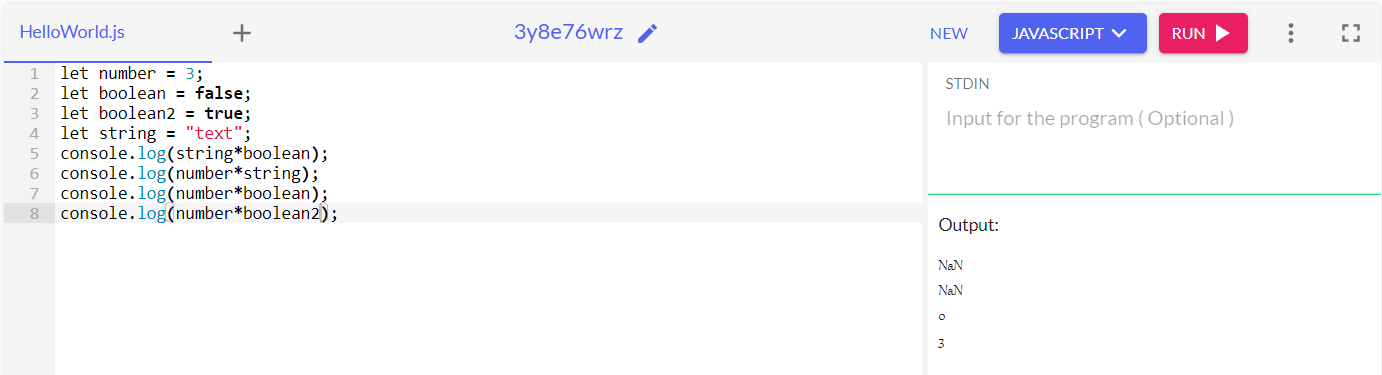 HelloWorld.js + 3y8e76wrz NEW JAVASCRIPT RUN
1 let number = 3;
2 let boolean = false;
3 let boolean2 = true;
4 let string = "text";
5 console.log(string*boolean);
6 console.log(number*string);
7 console.log(number*boolean);
8 console.log(number*boolean2);
STDIN
Input for the program ( Optional )
Output:
NaN
NaN
0
3